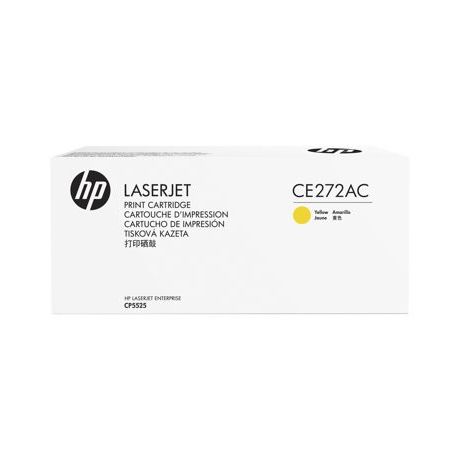 hp
LASERJET
PRINT CARTRIDGE
CARTOUCHE D'IMPRESSION
CARTUCHO DE IMPRESIÓN
TISKOVÁ KAZETA
打印硒鼓
HP LASERJET ENTERPRISE
CP5525
CE272AC
Yellow Amarillo
Jaune 黄色